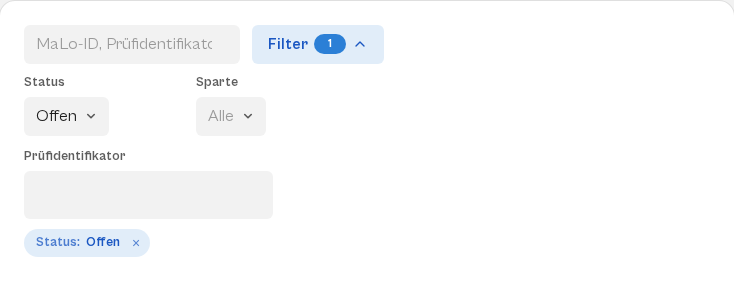 MaLo-ID, Prüfidentifikato
Filter 1
Status
Sparte
Offen
Alle
Prüfidentifikator
Status: Offen ×